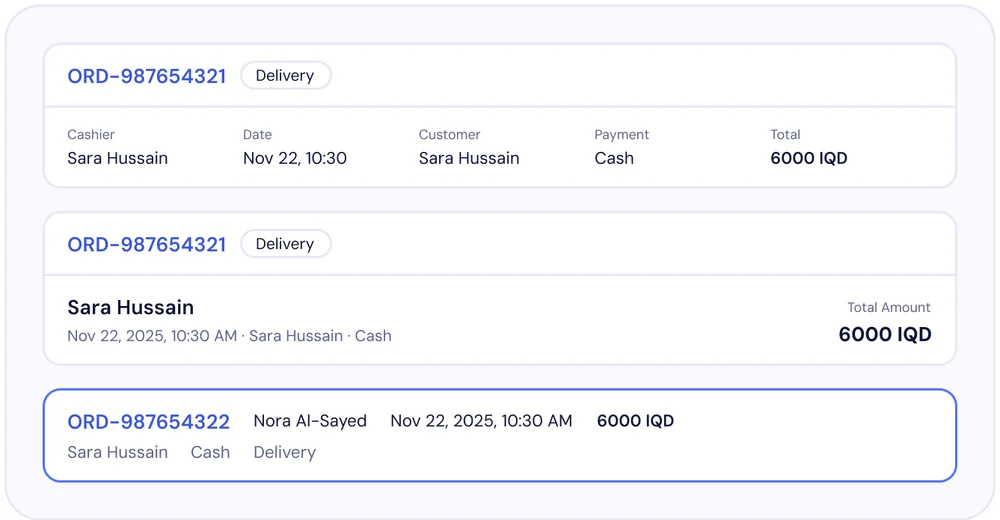 ORD-987654321 Delivery
Cashier Date Customer Payment Total
Sara Hussain Nov 22, 10:30 Sara Hussain Cash 6000 IQD
ORD-987654321 Delivery
Sara Hussain
Total Amount
Nov 22, 2025, 10:30 AM · Sara Hussain · Cash
6000 IQD
ORD-987654322 Nora Al-Sayed Nov 22, 2025, 10:30 AM 6000 IQD
Sara Hussain Cash Delivery